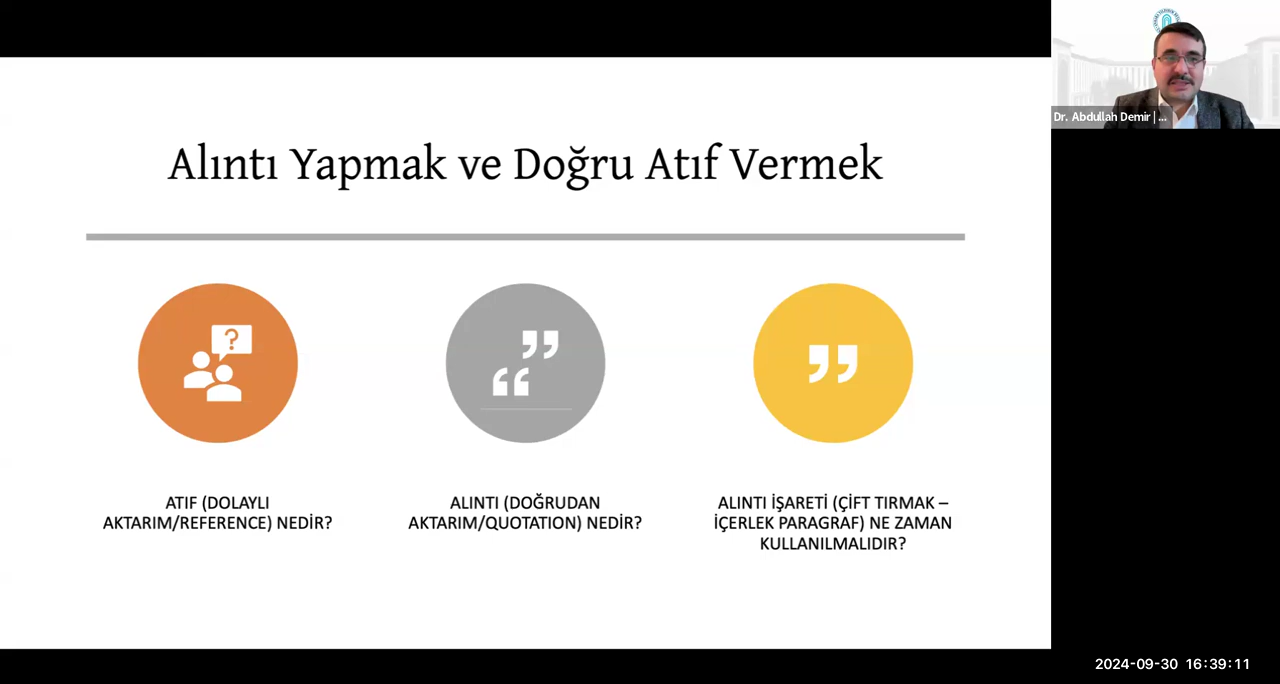 Alıntı Yapmak ve Doğru Atıf Vermek
ATIF (DOLAYLI
AKTARIM/REFERENCE) NEDİR?
ALINTI (DOĞRUDAN
AKTARIM/QUOTATION) NEDİR?
ALINTI İŞARETİ (ÇİFT TIRMAK –
İÇERLEK PARAGRAF) NE ZAMAN
KULLANILMALIDIR?
Dr. Abdullah Demir | ...
2024-09-30 16:39:11